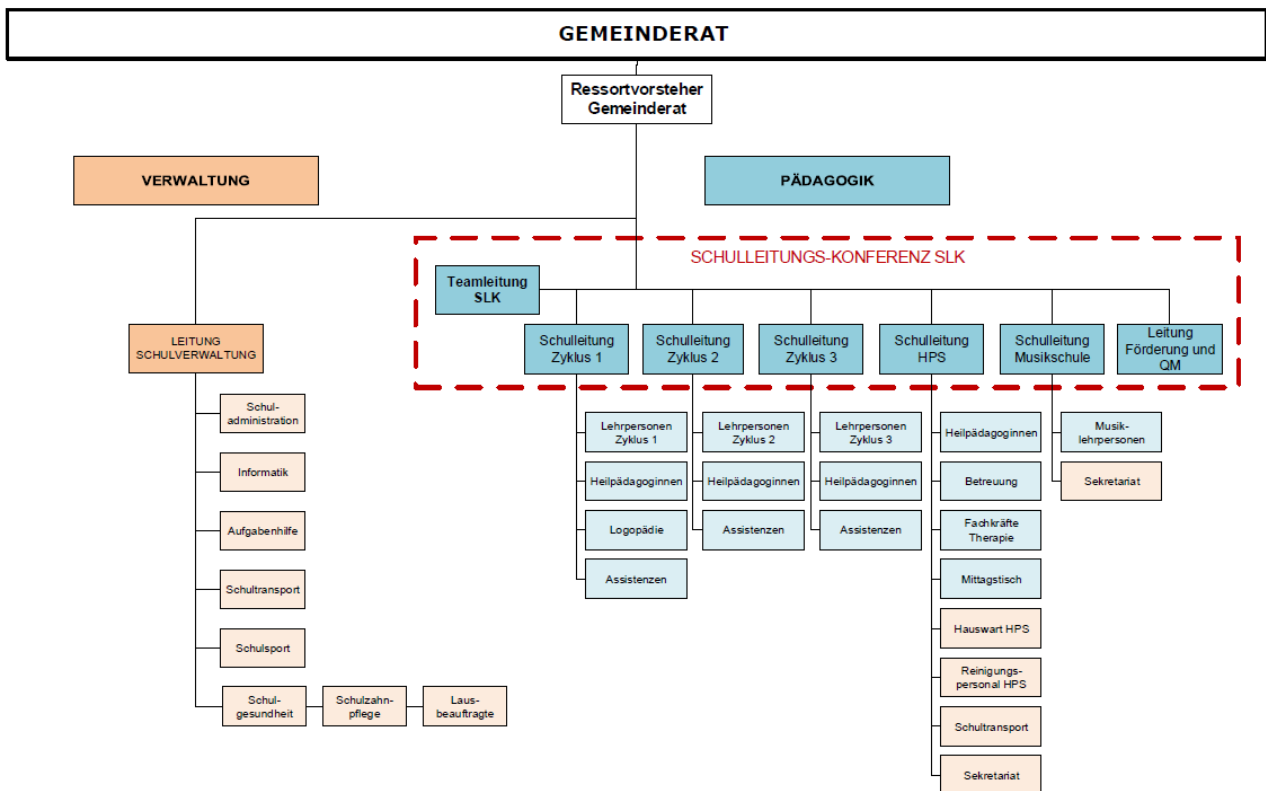 GEMEINDERAT
Ressortvorsteher
Gemeinderat
VERWALTUNG
PÄDAGOGIK
SCHULLEITUNGS-KONFERENZ SLK
Teamleitung
SLK
LEITUNG
SCHULVERWALTUNG
Schulleitung
Zyklus 1
Schulleitung
Zyklus 2
Schulleitung
Zyklus 3
Schulleitung
HPS
Schulleitung
Musikschule
Leitung
Förderung und
QM
Schul-
administration
Informatik
Aufgabenhilfe
Schultransport
Schulsport
Schul-
gesundheit
Schulzahn-
pflege
Laus-
beauftragte
Lehrpersonen
Zyklus 1
Heilpädagoginnen
Logopädie
Assistenzen
Lehrpersonen
Zyklus 2
Heilpädagoginnen
Assistenzen
Lehrpersonen
Zyklus 3
Heilpädagoginnen
Assistenzen
Heilpädagoginnen
Betreuung
Fachkräfte
Therapie
Mittagstisch
Hauswart HPS
Reinigungs-
personal HPS
Schultransport
Sekretariat
Musik-
lehrpersonen
Sekretariat